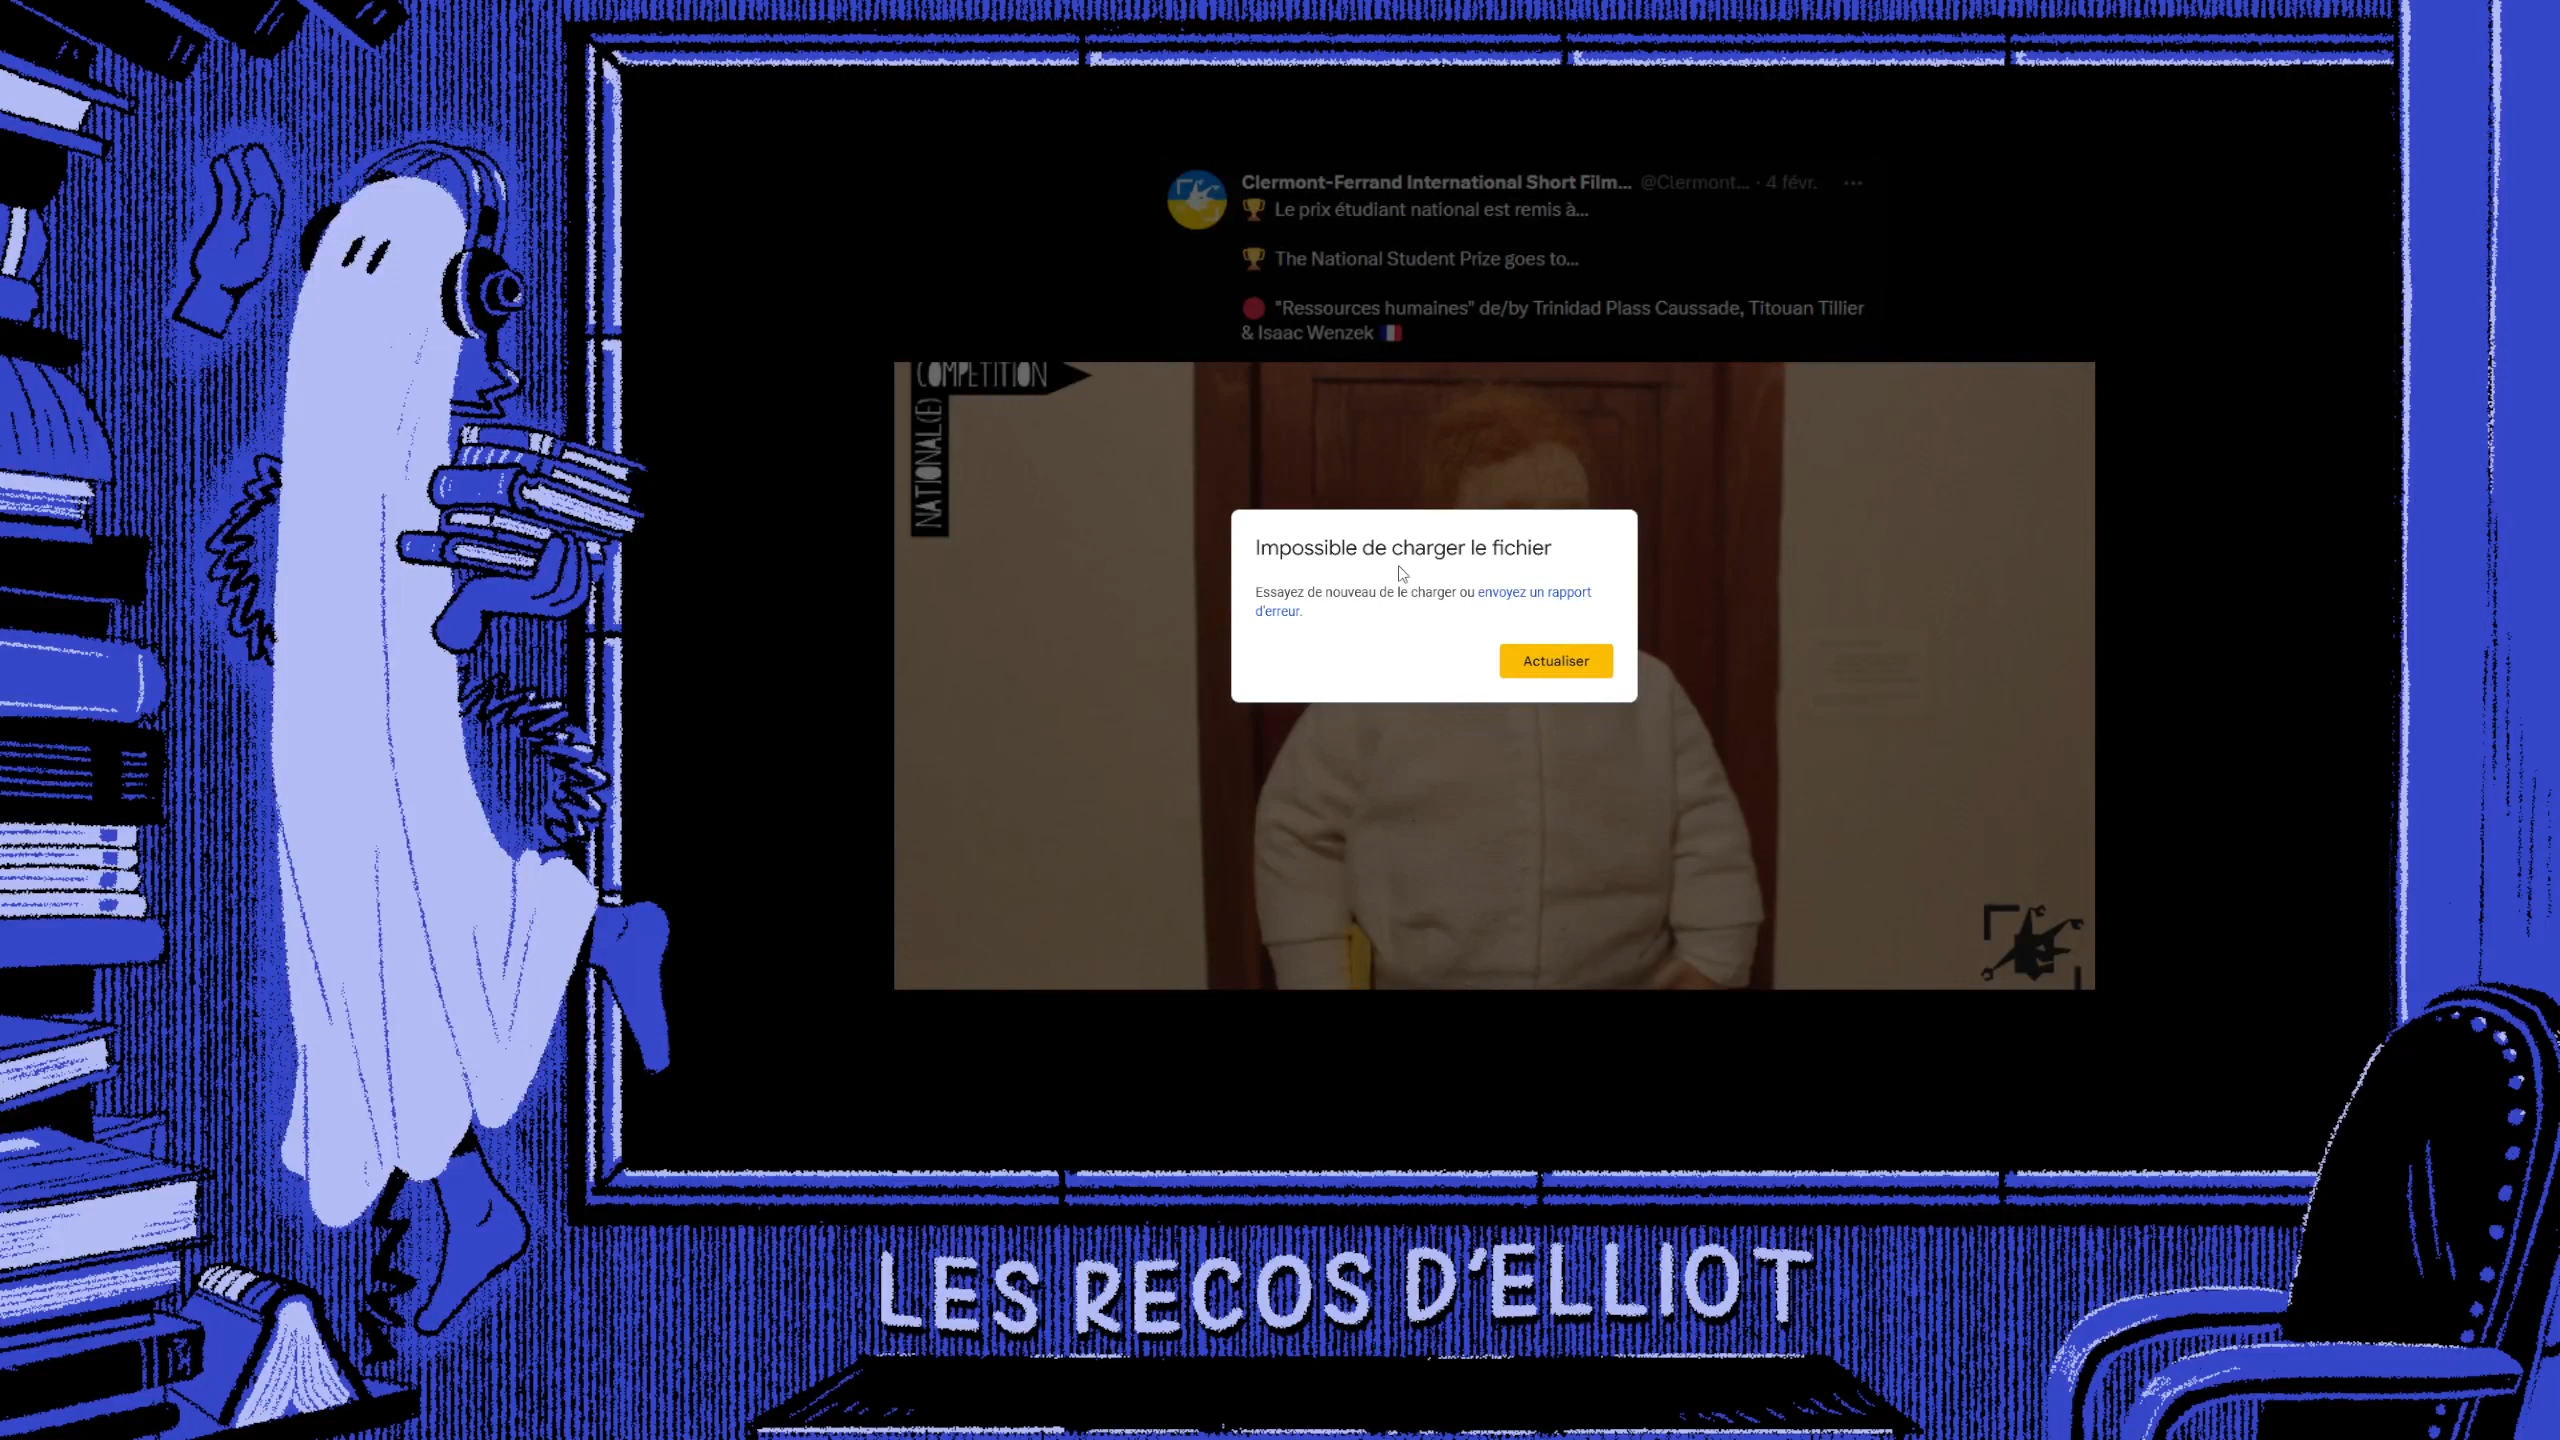 Clermont-Ferrand International Short Film... @Clermont... · 4 févr. ···
🏆 Le prix étudiant national est remis à...
🏆 The National Student Prize goes to...
🔴 "Ressources humaines" de/by Trinidad Plass Caussade, Titouan Tillier
& Isaac Wenzek 🇫🇷
COMPETITION
NATIONAL(E)
Impossible de charger le fichier
Essayez de nouveau de le charger ou envoyez un rapport
d'erreur.
Actualiser
LES RECOS D'ELLIOT